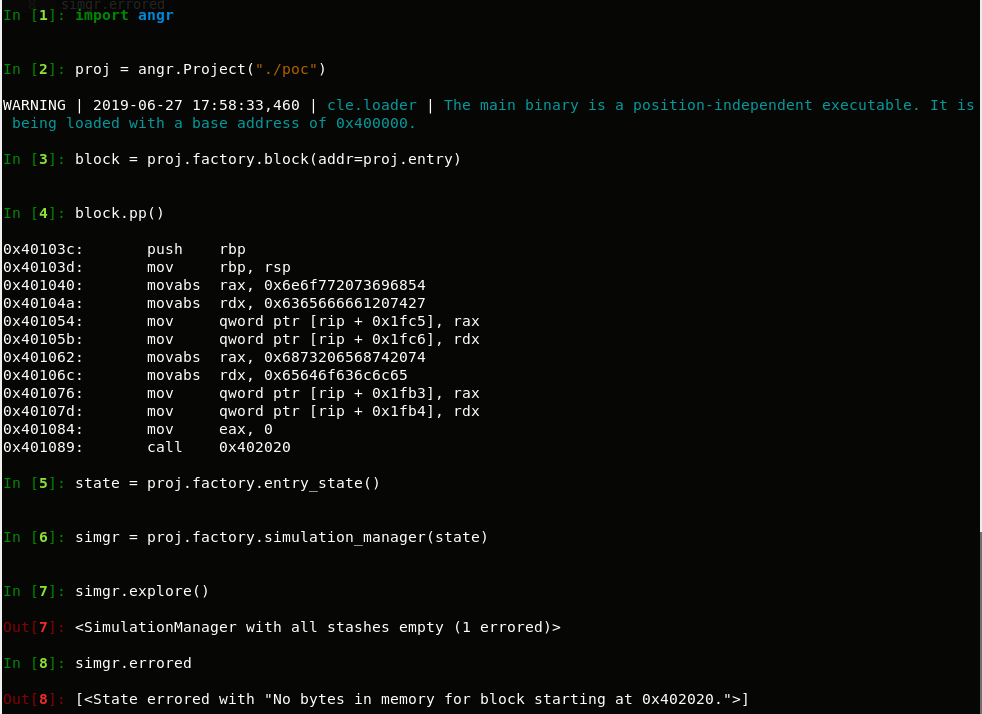 simgr.errored
In [1]: import angr
In [2]: proj = angr.Project("./poc")
WARNING | 2019-06-27 17:58:33,460 | cle.loader | The main binary is a position-independent executable. It is
being loaded with a base address of 0x400000.
In [3]: block = proj.factory.block(addr=proj.entry)
In [4]: block.pp()
0x40103c: push rbp
0x40103d: mov rbp, rsp
0x401040: movabs rax, 0x6e6f772073696854
0x40104a: movabs rdx, 0x6365666661207427
0x401054: mov qword ptr [rip + 0x1fc5], rax
0x40105b: mov qword ptr [rip + 0x1fc6], rdx
0x401062: movabs rax, 0x6873206568742074
0x40106c: movabs rdx, 0x65646f636c6c65
0x401076: mov qword ptr [rip + 0x1fb3], rax
0x40107d: mov qword ptr [rip + 0x1fb4], rdx
0x401084: mov eax, 0
0x401089: call 0x402020
In [5]: state = proj.factory.entry_state()
In [6]: simgr = proj.factory.simulation_manager(state)
In [7]: simgr.explore()
Out[7]: <SimulationManager with all stashes empty (1 errored)>
In [8]: simgr.errored
Out[8]: [<State errored with "No bytes in memory for block starting at 0x402020.">]